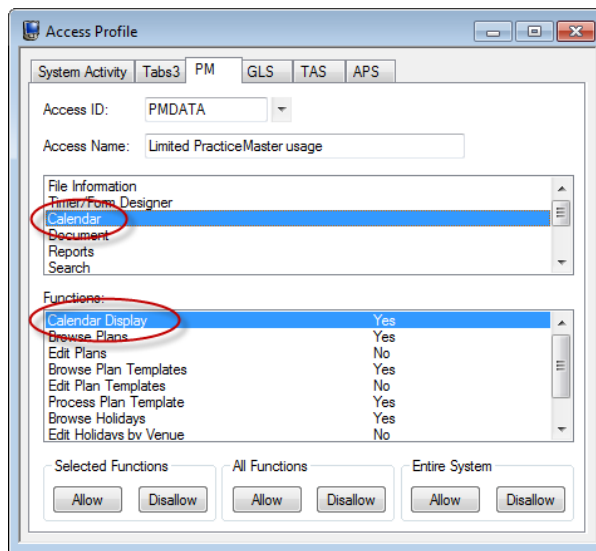 Access Profile
System Activity Tabs3 PM GLS TAS APS
Access ID: PMDATA
Access Name: Limited PracticeMaster usage
File Information
Timer/Form Designer
Calendar
Document
Reports
Search
Functions:
Calendar Display Yes
Browse Plans Yes
Edit Plans No
Browse Plan Templates Yes
Edit Plan Templates No
Process Plan Template Yes
Browse Holidays Yes
Edit Holidays by Venue No
Selected Functions All Functions Entire System
Allow Disallow Allow Disallow Allow Disallow